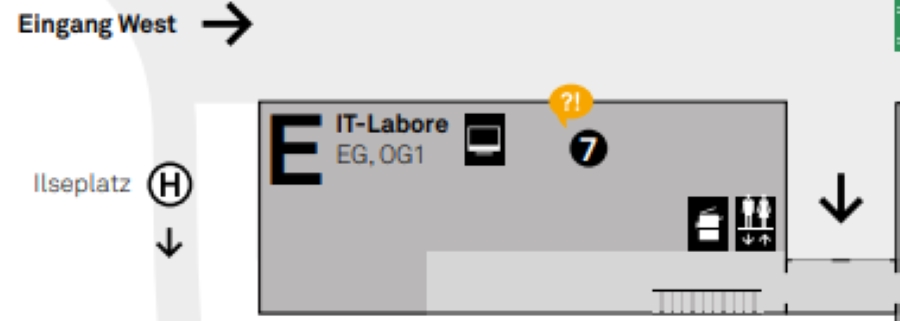 Eingang West
?!
E
IT-Labore
EG, OG1
7
Ilseplatz
H